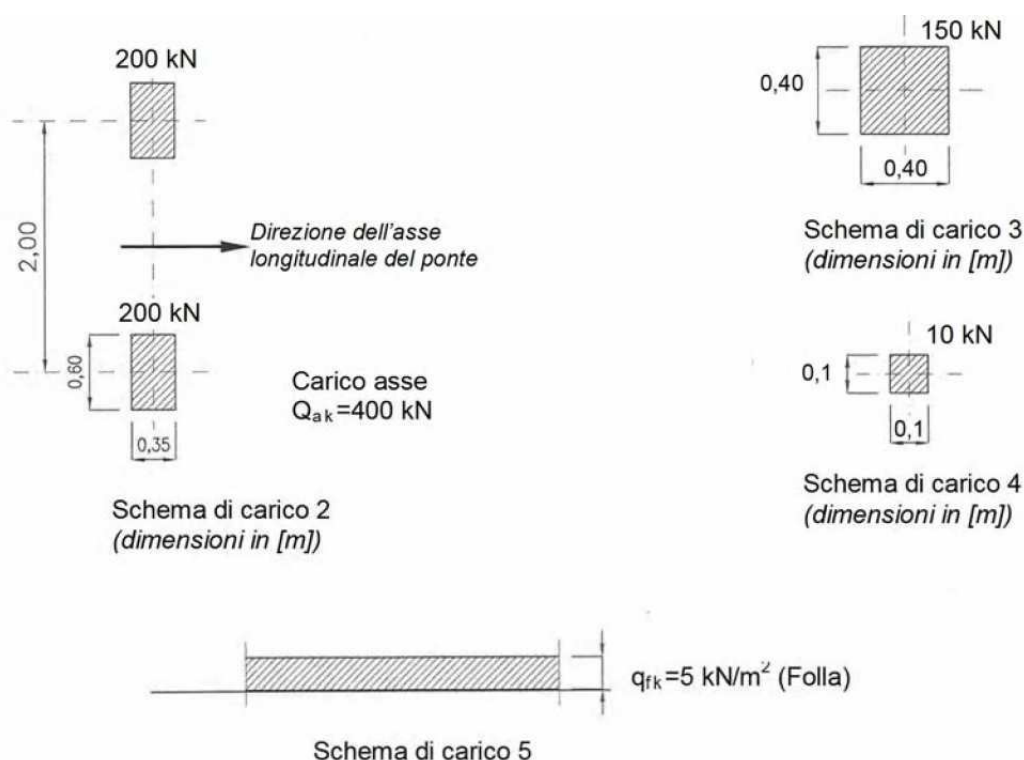 200 kN
2,00
Direzione dell'asse
longitudinale del ponte
200 kN
0,60
0,35
Carico asse
Qak=400 kN
Schema di carico 2
(dimensioni in [m])
150 kN
0,40
0,40
Schema di carico 3
(dimensioni in [m])
10 kN
0,1
0,1
Schema di carico 4
(dimensioni in [m])
qfk=5 kN/m² (Folla)
Schema di carico 5